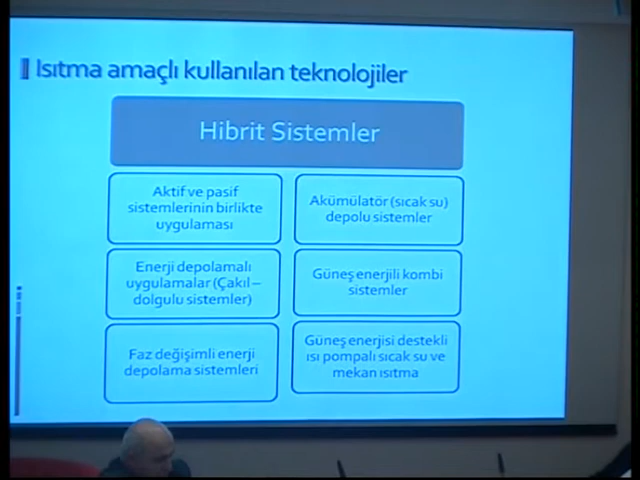 Isıtma amaçlı kullanılan teknolojiler
Hibrit Sistemler
Aktif ve pasif
sistemlerinin birlikte
uygulaması
Akümülatör (sıcak su)
depolu sistemler
Enerji depolamalı
uygulamalar (Çakıl –
dolgulu sistemler)
Güneş enerjili kombi
sistemler
Faz değişimli enerji
depolama sistemleri
Güneş enerjisi destekli
ısı pompalı sıcak su ve
mekan ısıtma